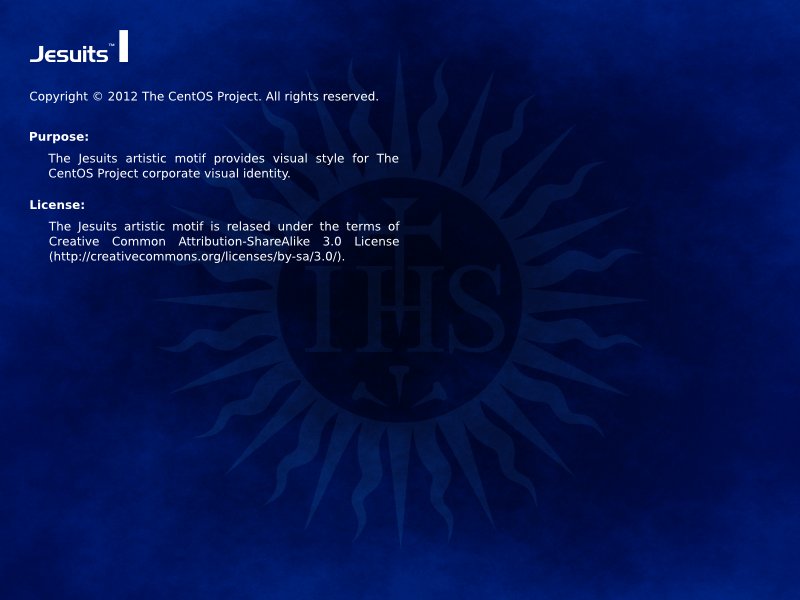 Jesuits™ 1
Copyright © 2012 The CentOS Project. All rights reserved.
Purpose:
The Jesuits artistic motif provides visual style for The
CentOS Project corporate visual identity.
License:
The Jesuits artistic motif is relased under the terms of
Creative Common Attribution-ShareAlike 3.0 License
(http://creativecommons.org/licenses/by-sa/3.0/).
IHS